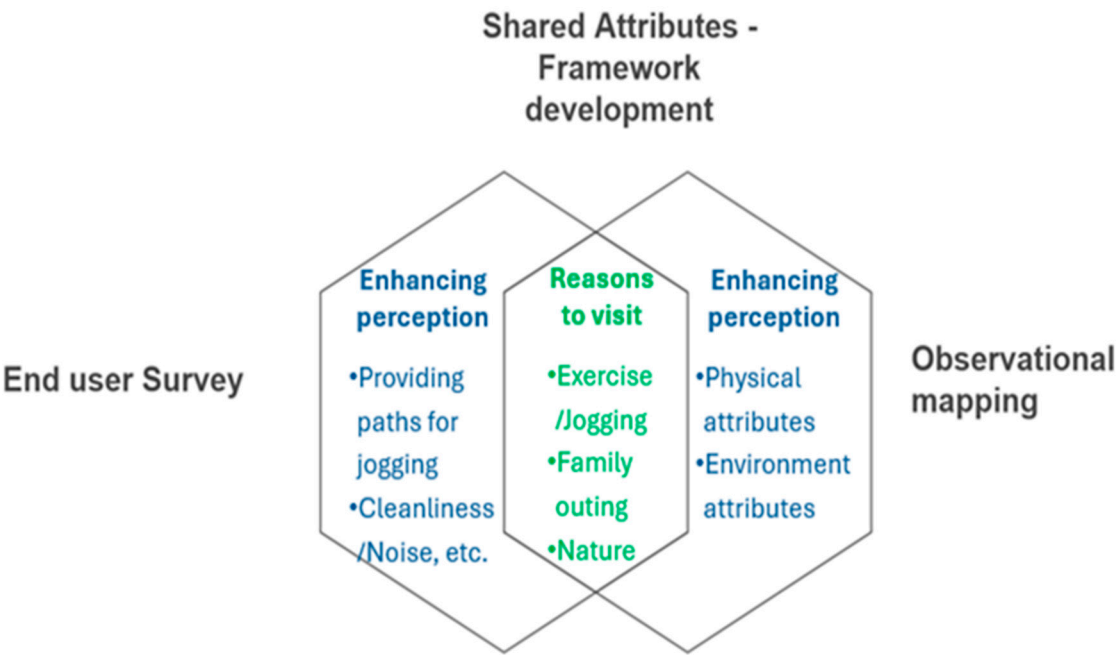 Shared Attributes -
Framework
development
End user Survey
Enhancing
perception
•Providing
paths for
jogging
•Cleanliness
/Noise, etc.
Reasons
to visit
•Exercise
/Jogging
•Family
outing
•Nature
Enhancing
perception
•Physical
attributes
•Environment
attributes
Observational
mapping